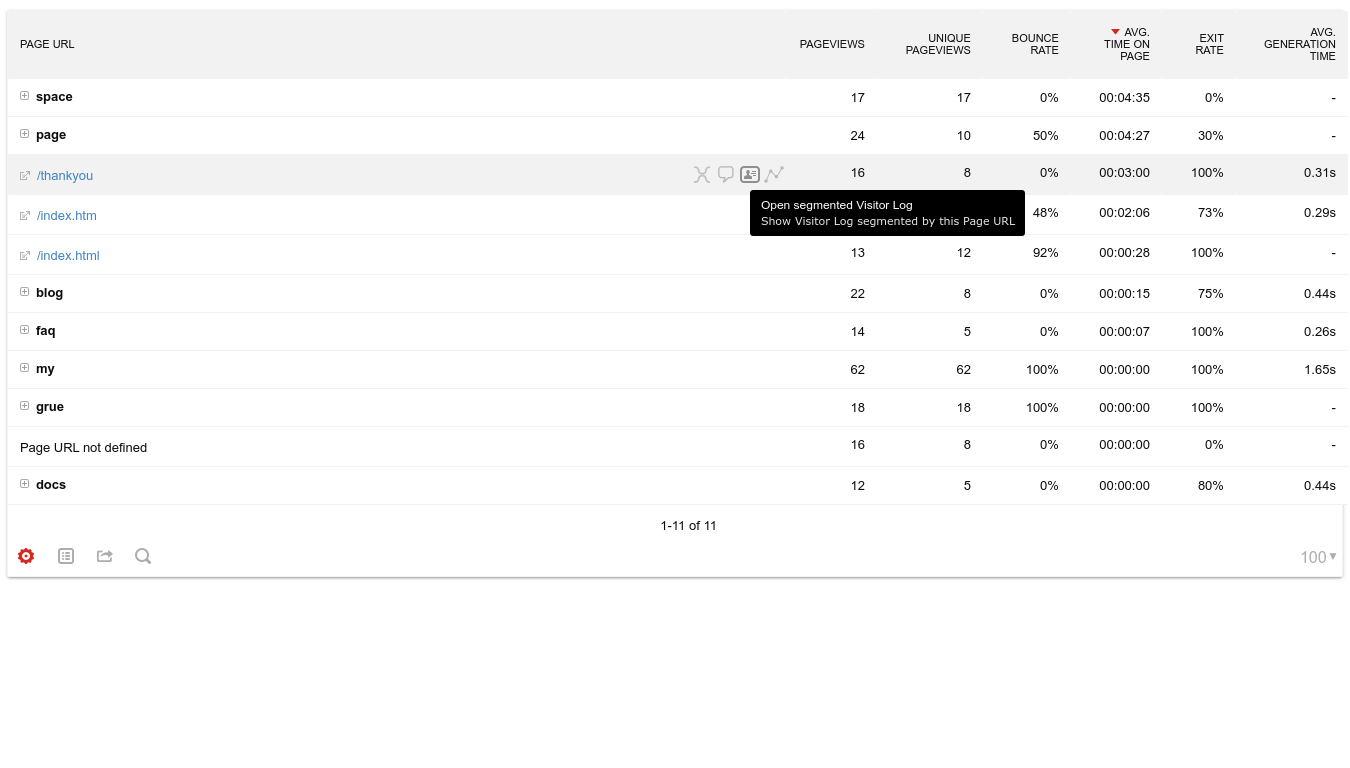 PAGE URL PAGEVIEWS UNIQUE PAGEVIEWS BOUNCE RATE AVG. TIME ON PAGE EXIT RATE AVG. GENERATION TIME
space 17 17 0% 00:04:35 0% -
page 24 10 50% 00:04:27 30% -
/thankyou 16 8 0% 00:03:00 100% 0.31s
Open segmented Visitor Log
Show Visitor Log segmented by this Page URL
/index.htm 48% 00:02:06 73% 0.29s
/index.html 13 12 92% 00:00:28 100% -
blog 22 8 0% 00:00:15 75% 0.44s
faq 14 5 0% 00:00:07 100% 0.26s
my 62 62 100% 00:00:00 100% 1.65s
grue 18 18 100% 00:00:00 100% -
Page URL not defined 16 8 0% 00:00:00 0% -
docs 12 5 0% 00:00:00 80% 0.44s
1-11 of 11
100